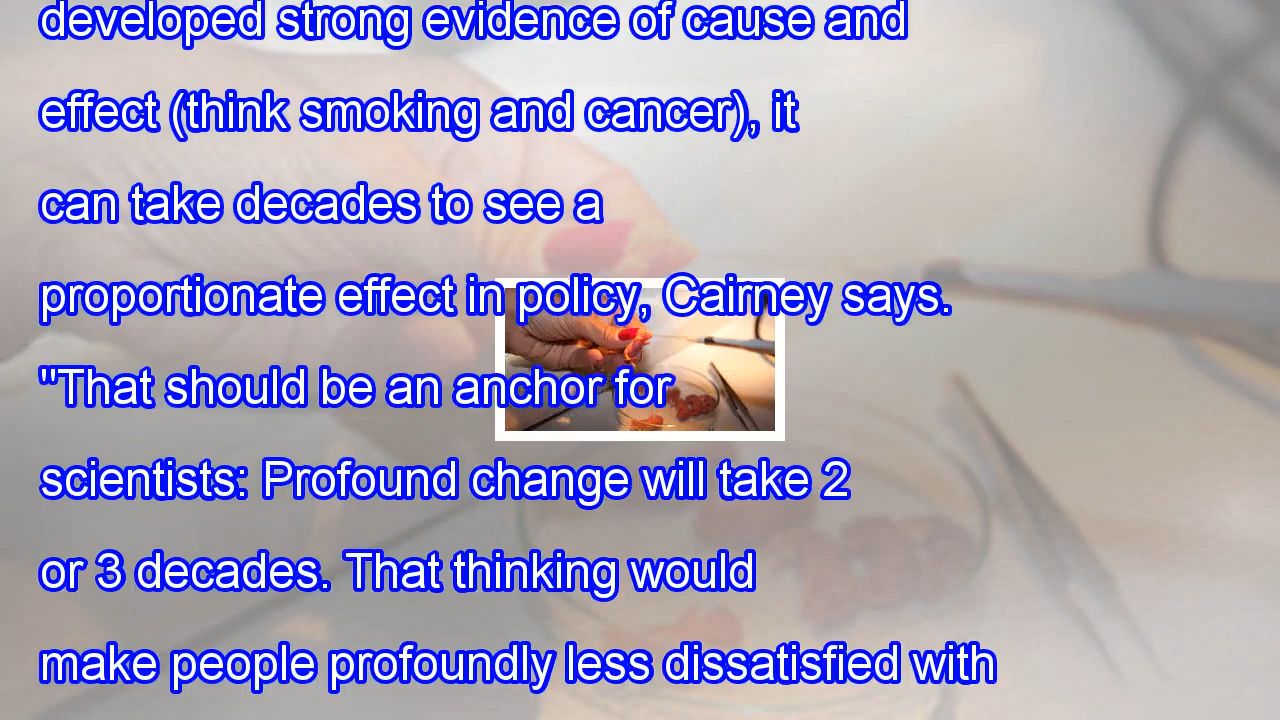 developed strong evidence of cause and
effect (think smoking and cancer), it
can take decades to see a
proportionate effect in policy, Cairney says.
"That should be an anchor for
scientists: Profound change will take 2
or 3 decades. That thinking would
make people profoundly less dissatisfied with